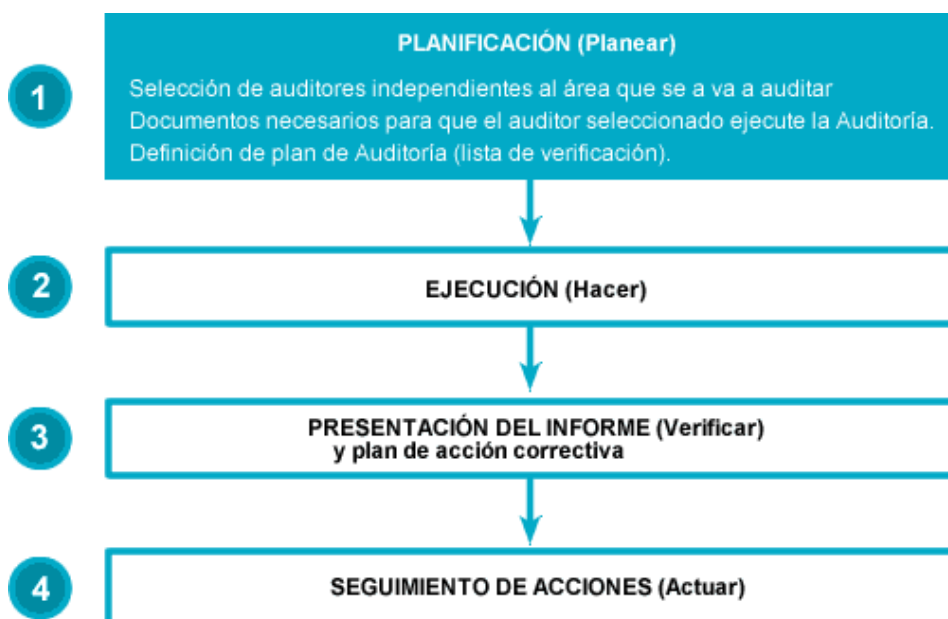 1
PLANIFICACIÓN (Planear)
Selección de auditores independientes al área que se a va a auditar
Documentos necesarios para que el auditor seleccionado ejecute la Auditoría.
Definición de plan de Auditoría (lista de verificación).
2
EJECUCIÓN (Hacer)
3
PRESENTACIÓN DEL INFORME (Verificar)
y plan de acción correctiva
4
SEGUIMIENTO DE ACCIONES (Actuar)